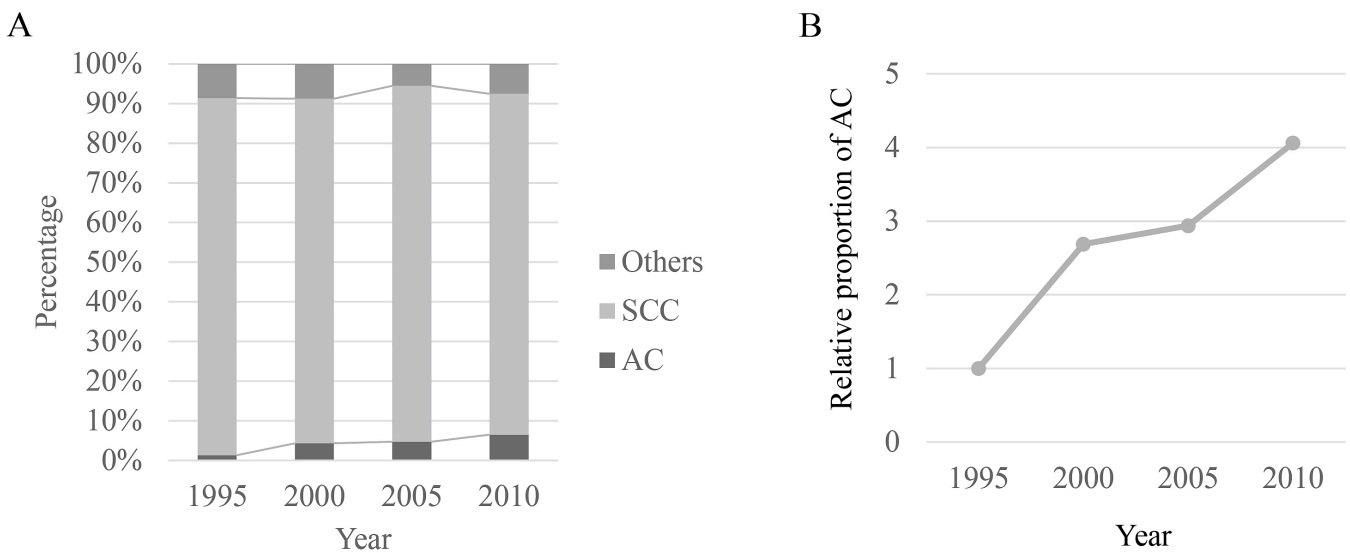 A
100%
90%
80%
70%
60%
50%
40%
30%
20%
10%
0%
Percentage
1995 2000 2005 2010
Year
Others
SCC
AC
B
5
4
3
2
1
0
Relative proportion of AC
1995 2000 2005 2010
Year